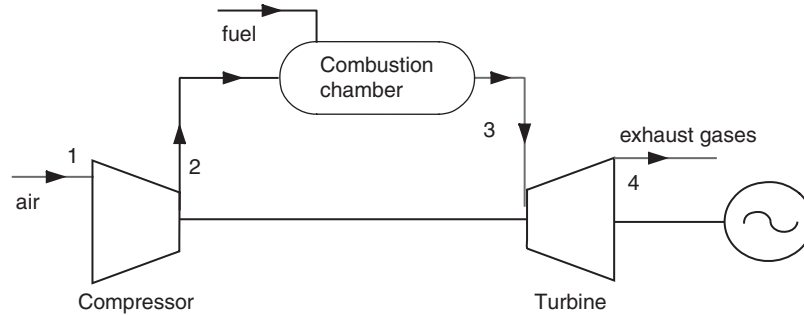 fuel
Combustion
chamber
1
2
3
exhaust gases
4
air
Compressor
Turbine